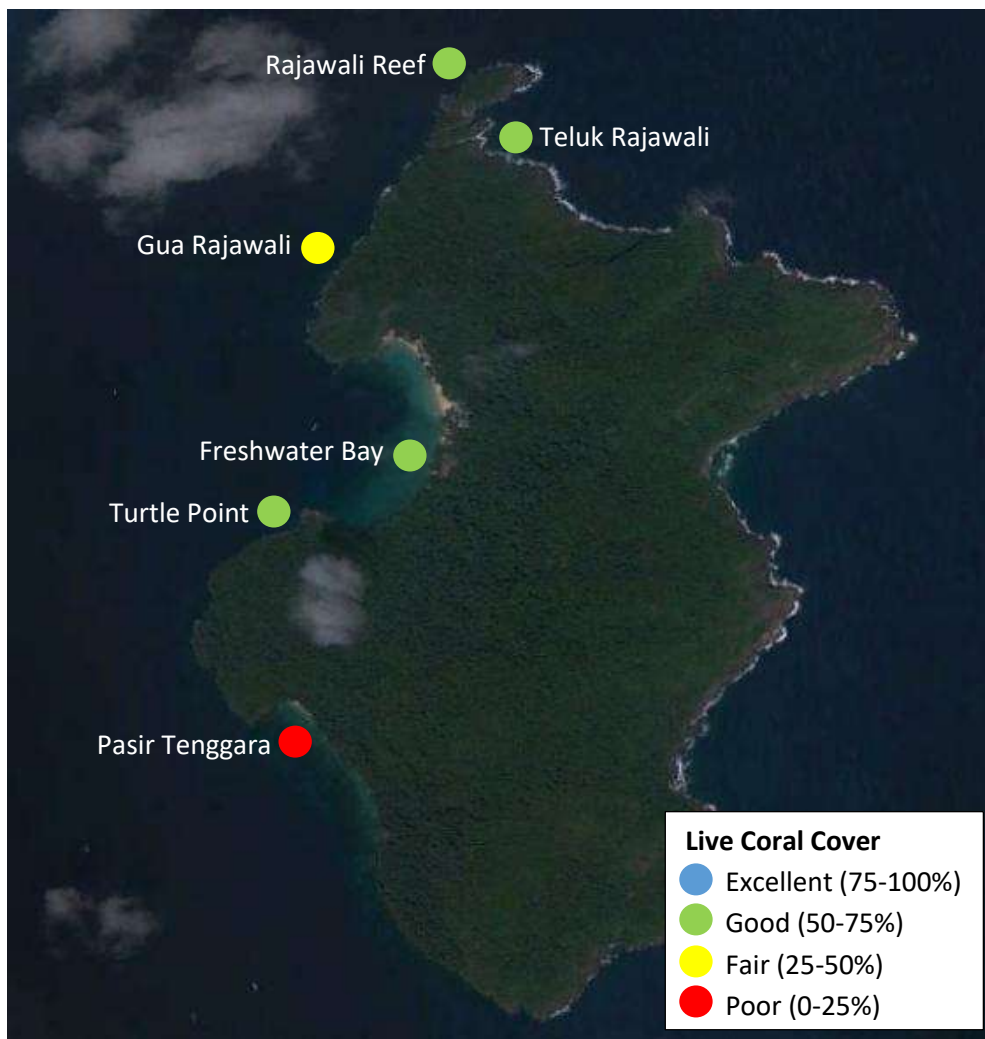 Rajawali Reef
Teluk Rajawali
Gua Rajawali
Freshwater Bay
Turtle Point
Pasir Tenggara
Live Coral Cover
Excellent (75-100%)
Good (50-75%)
Fair (25-50%)
Poor (0-25%)